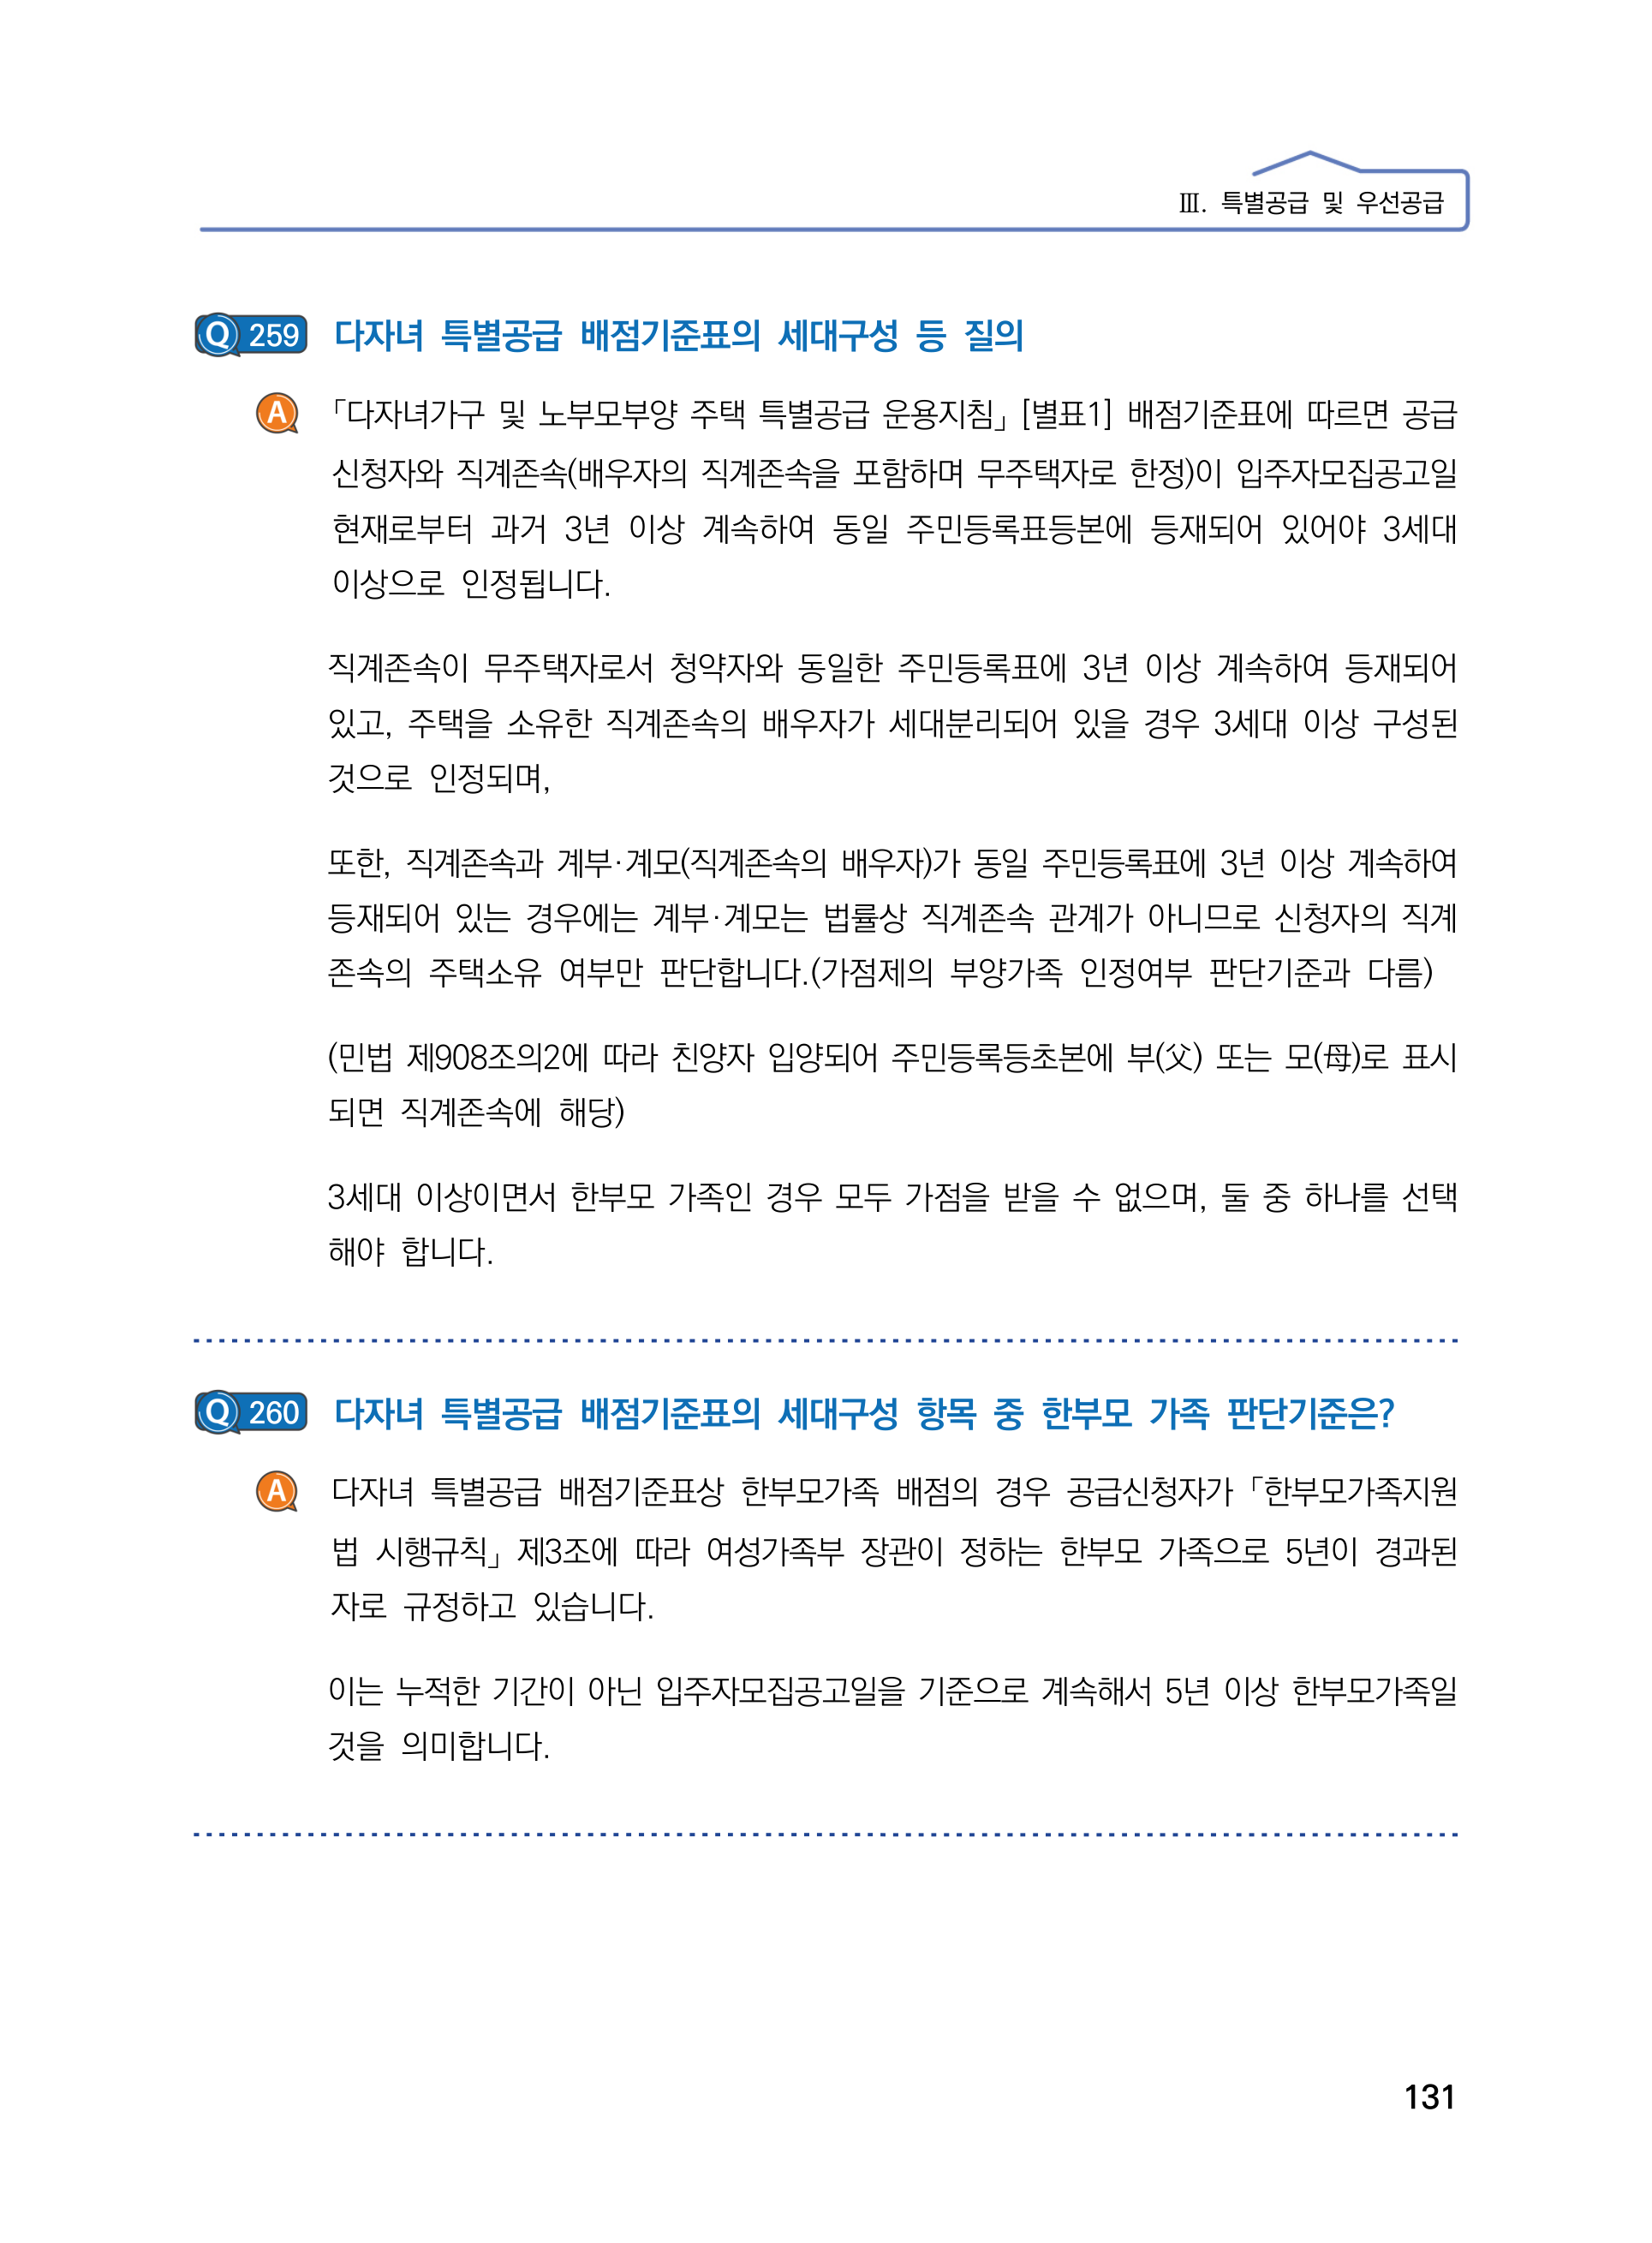 Ⅲ. 특별공급 및 우선공급
Q 259 다자녀 특별공급 배점기준표의 세대구성 등 질의
A 「다자녀가구 및 노부모부양 주택 특별공급 운용지침」[별표1] 배점기준표에 따르면 공급
신청자와 직계존속(배우자의 직계존속을 포함하며 무주택자로 한정)이 입주자모집공고일
현재로부터 과거 3년 이상 계속하여 동일 주민등록표등본에 등재되어 있어야 3세대
이상으로 인정됩니다.
직계존속이 무주택자로서 청약자와 동일한 주민등록표에 3년 이상 계속하여 등재되어
있고, 주택을 소유한 직계존속의 배우자가 세대분리되어 있을 경우 3세대 이상 구성된
것으로 인정되며,
또한, 직계존속과 계부·계모(직계존속의 배우자)가 동일 주민등록표에 3년 이상 계속하여
등재되어 있는 경우에는 계부·계모는 법률상 직계존속 관계가 아니므로 신청자의 직계
존속의 주택소유 여부만 판단합니다.(가점제의 부양가족 인정여부 판단기준과 다름)
(민법 제908조의2에 따라 친양자 입양되어 주민등록등초본에 부(父) 또는 모(母)로 표시
되면 직계존속에 해당)
3세대 이상이면서 한부모 가족인 경우 모두 가점을 받을 수 없으며, 둘 중 하나를 선택
해야 합니다.
Q 260 다자녀 특별공급 배점기준표의 세대구성 항목 중 한부모 가족 판단기준은?
A 다자녀 특별공급 배점기준표상 한부모가족 배점의 경우 공급신청자가 「한부모가족지원
법 시행규칙」 제3조에 따라 여성가족부 장관이 정하는 한부모 가족으로 5년이 경과된
자로 규정하고 있습니다.
이는 누적한 기간이 아닌 입주자모집공고일을 기준으로 계속해서 5년 이상 한부모가족일
것을 의미합니다.
131